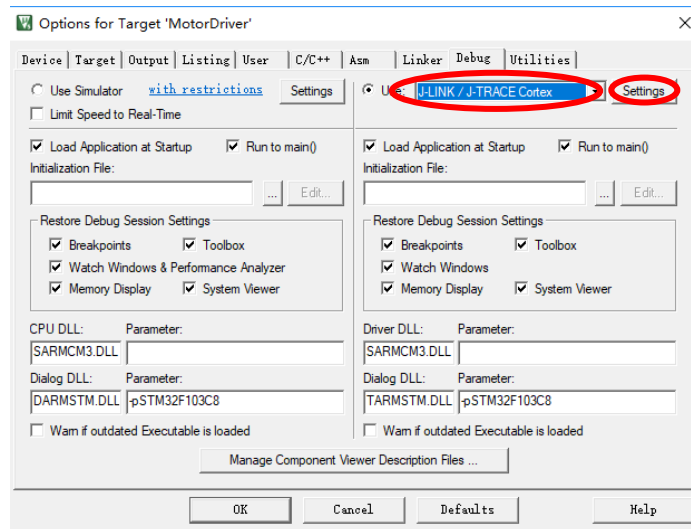 Options for Target 'MotorDriver'
Device Target Output Listing User C/C++ Asm Linker Debug Utilities
Use Simulator with restrictions Settings
Limit Speed to Real-Time
Load Application at Startup Run to main()
Initialization File:
... Edit...
Restore Debug Session Settings
Breakpoints Toolbox
Watch Windows & Performance Analyzer
Memory Display System Viewer
CPU DLL: Parameter:
SARMCM3.DLL
Dialog DLL: Parameter:
DARMSTM.DLL -pSTM32F103C8
Warn if outdated Executable is loaded
Use: J-LINK / J-TRACE Cortex Settings
Load Application at Startup Run to main()
Initialization File:
... Edit...
Restore Debug Session Settings
Breakpoints Toolbox
Watch Windows
Memory Display System Viewer
Driver DLL: Parameter:
SARMCM3.DLL
Dialog DLL: Parameter:
TARMSTM.DLL -pSTM32F103C8
Warn if outdated Executable is loaded
Manage Component Viewer Description Files ...
OK Cancel Defaults Help